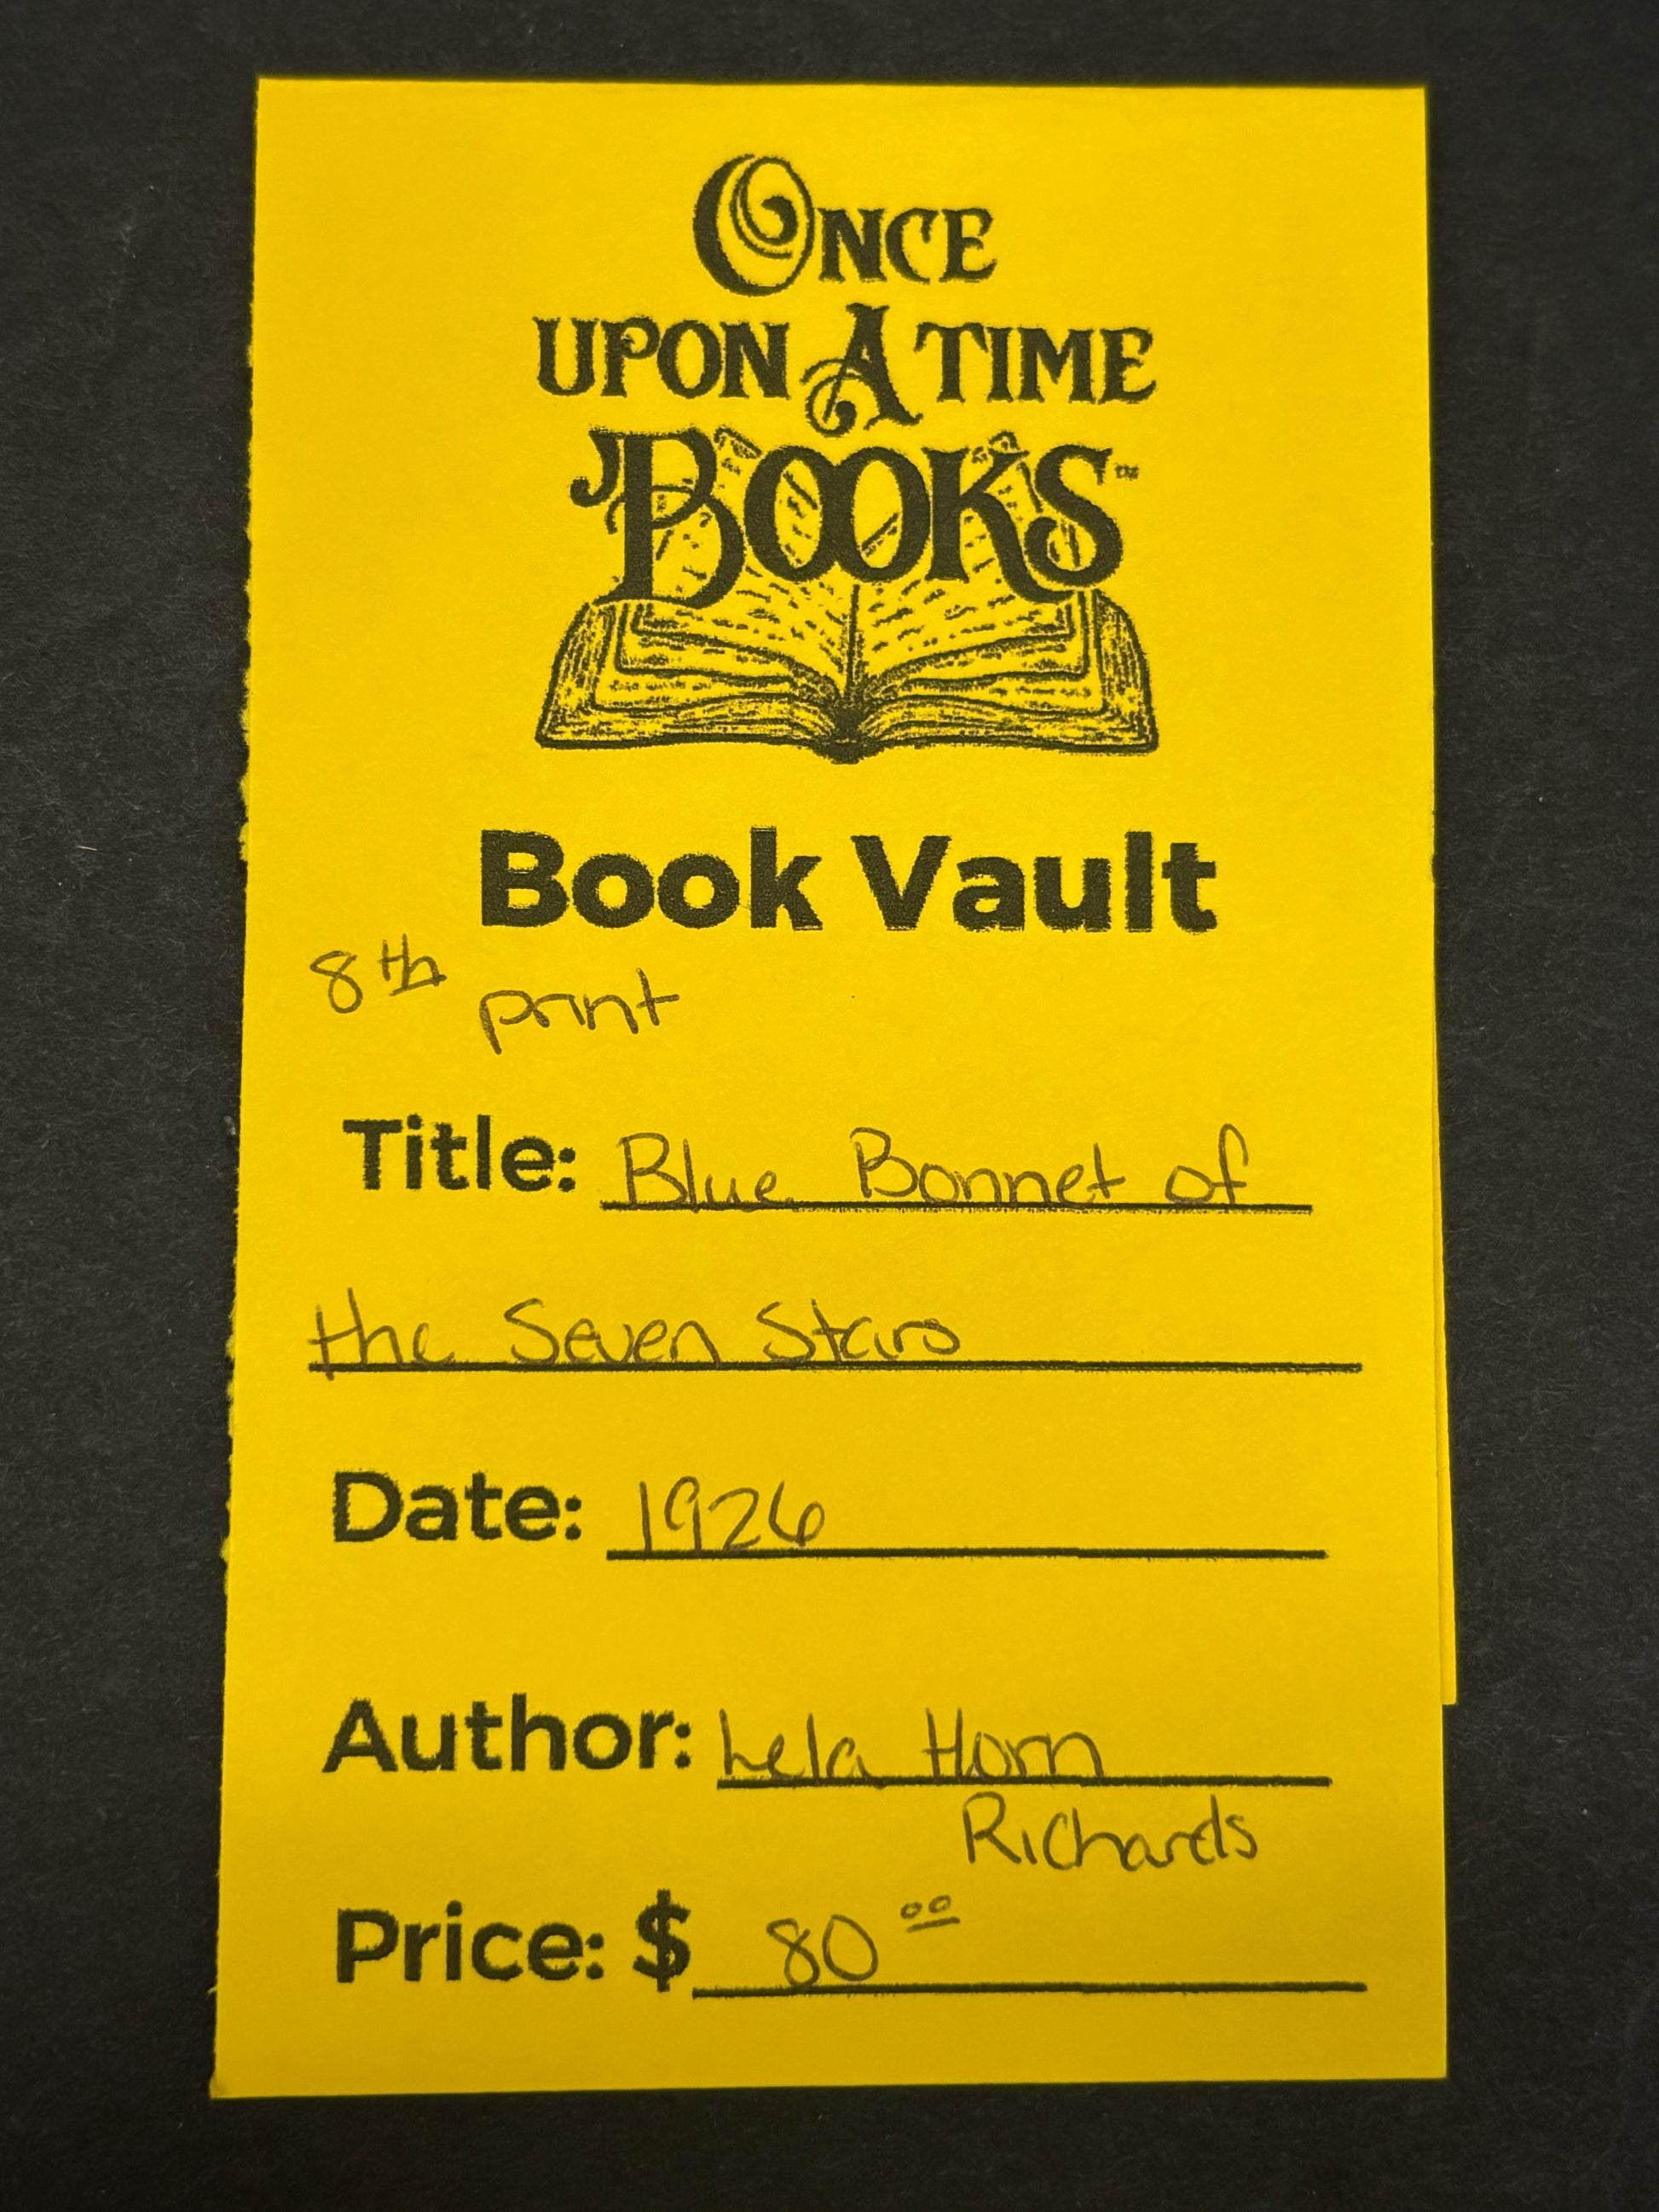 ONCE
UPON A TIME
BOOKS™
Book Vault
8th
print
Title: Blue Bonnet of
the Seven Stars
Date: 1926
Author: Lela Horn
Richards
Price: $ 80 00